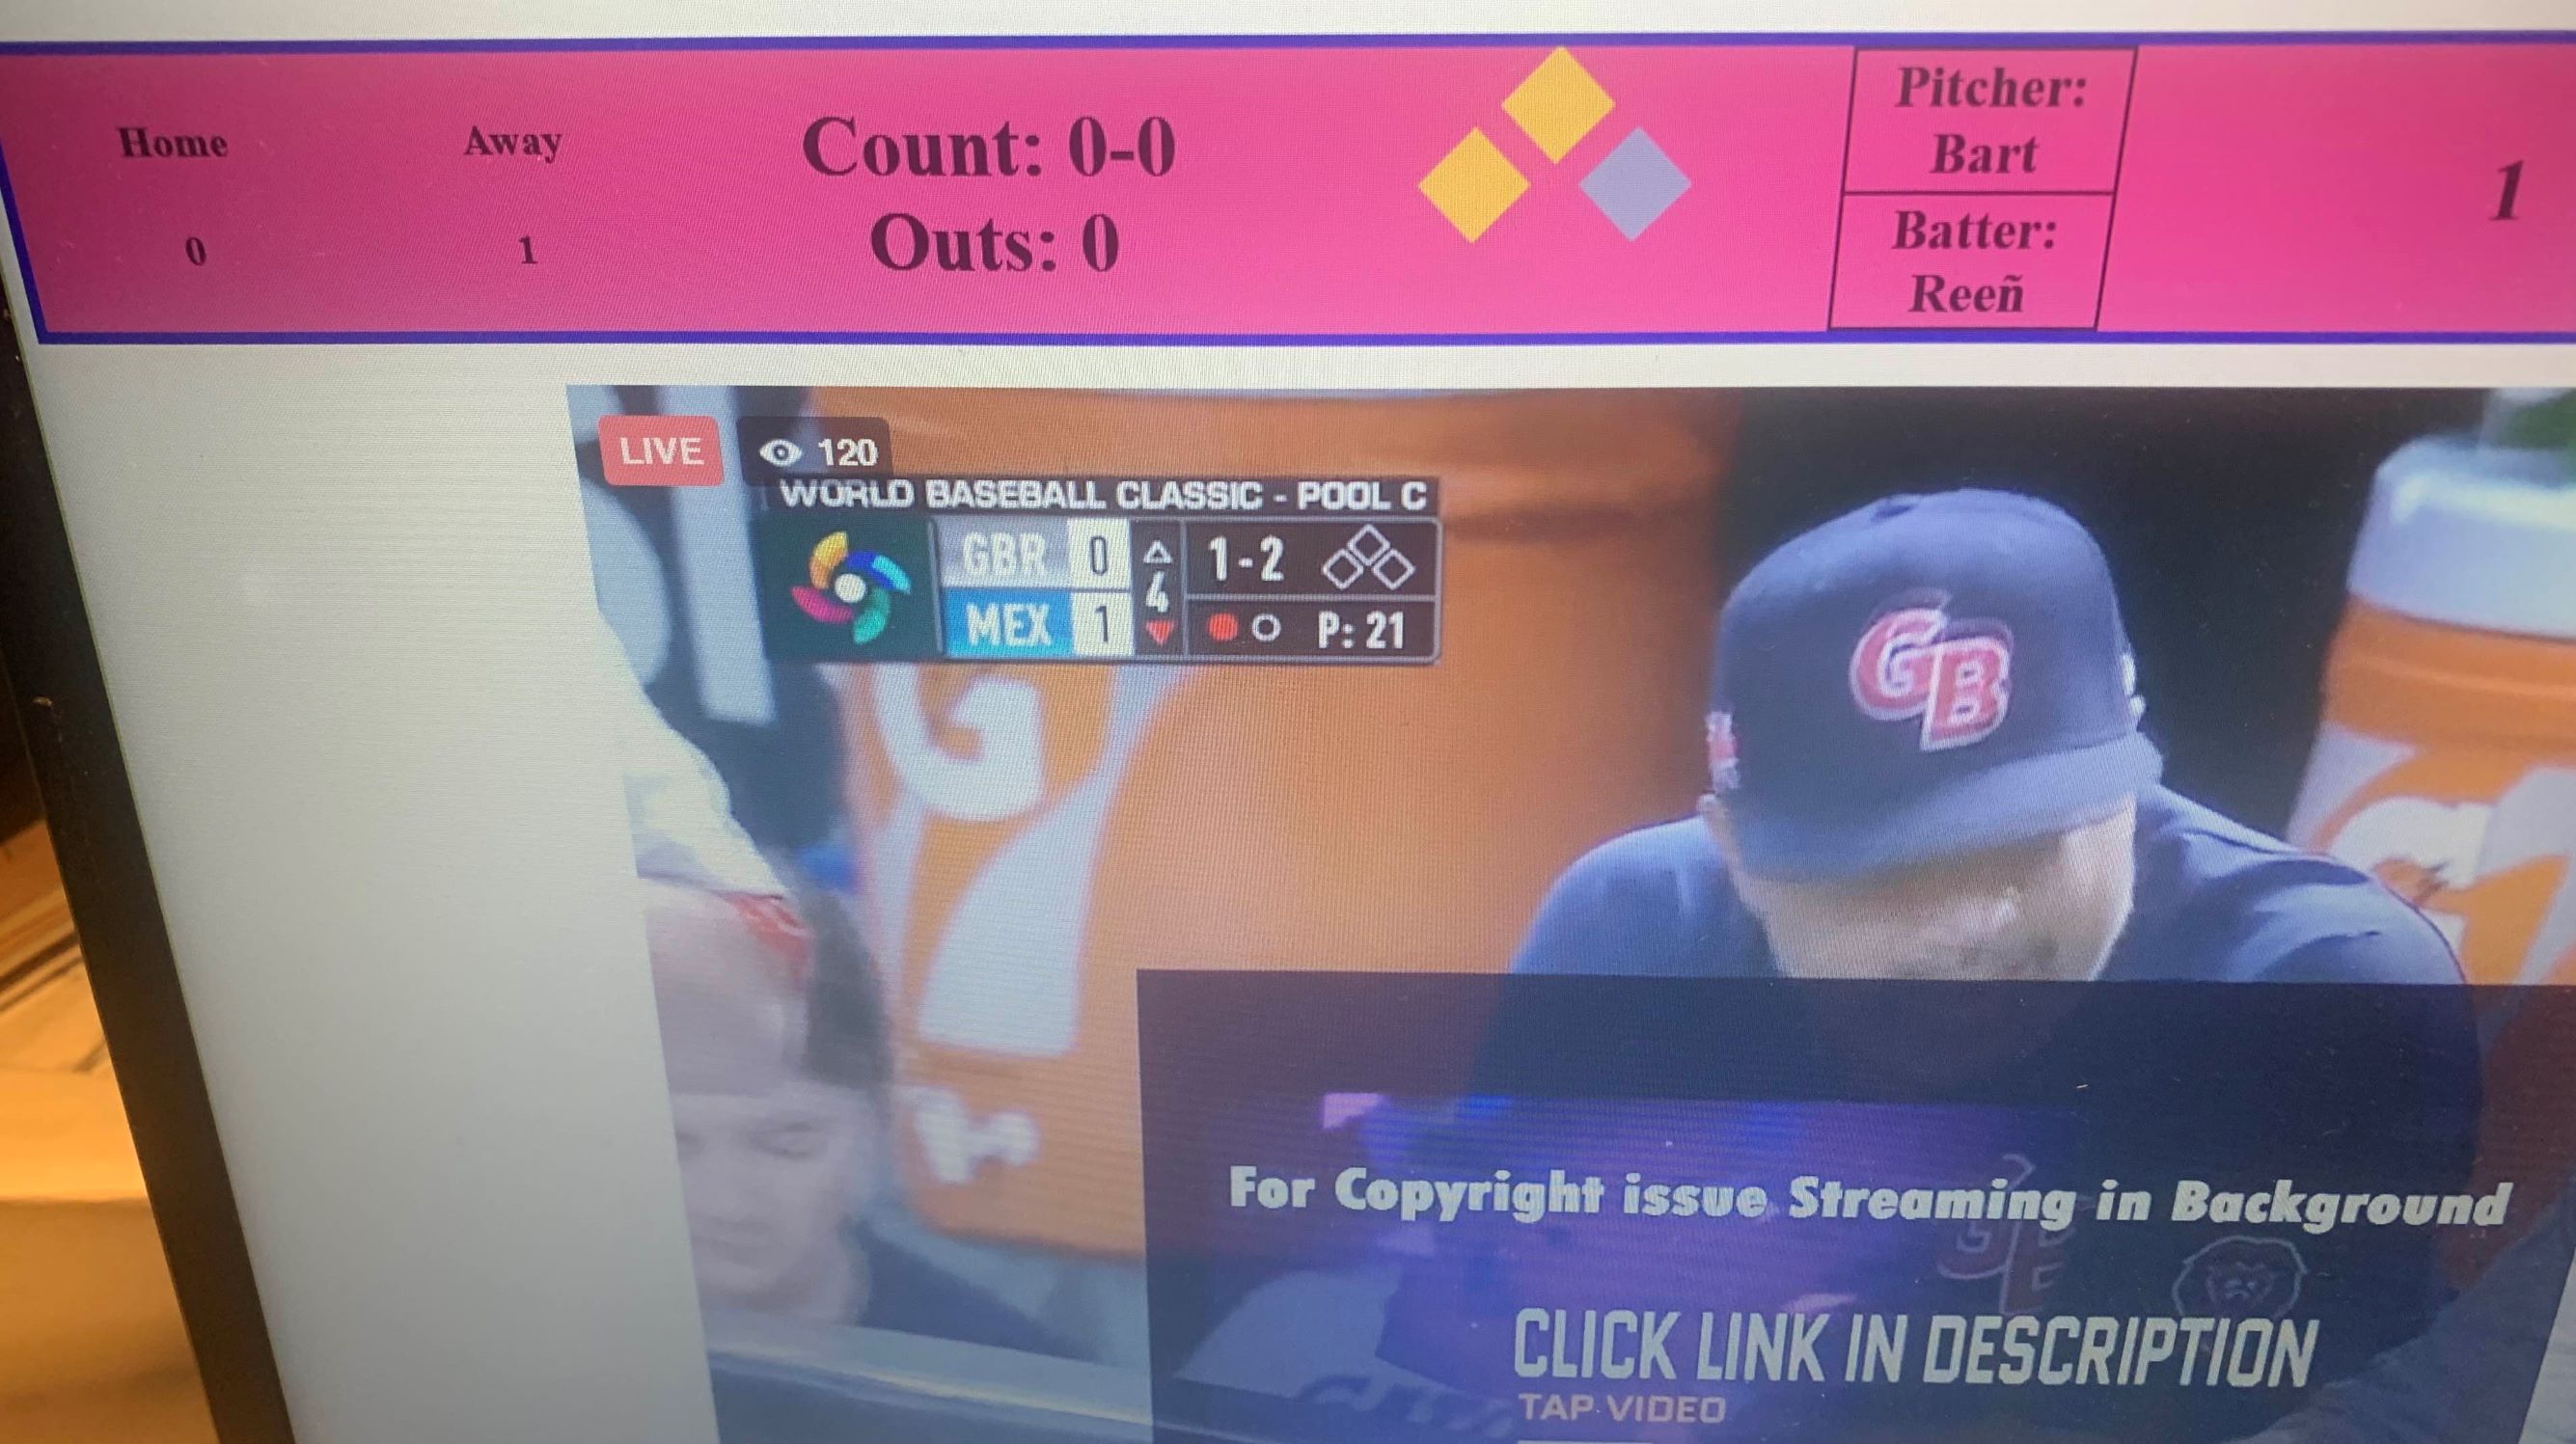 Home
Away
0
1
Count: 0-0
Outs: 0
Pitcher:
Bart
Batter:
Reeñ
1
LIVE
120
WORLD BASEBALL CLASSIC - POOL C
GBR 0
MEX 1
4
1-2
P: 21
G
GB
For Copyright issue Streaming in Background
CLICK LINK IN DESCRIPTION
TAP VIDEO